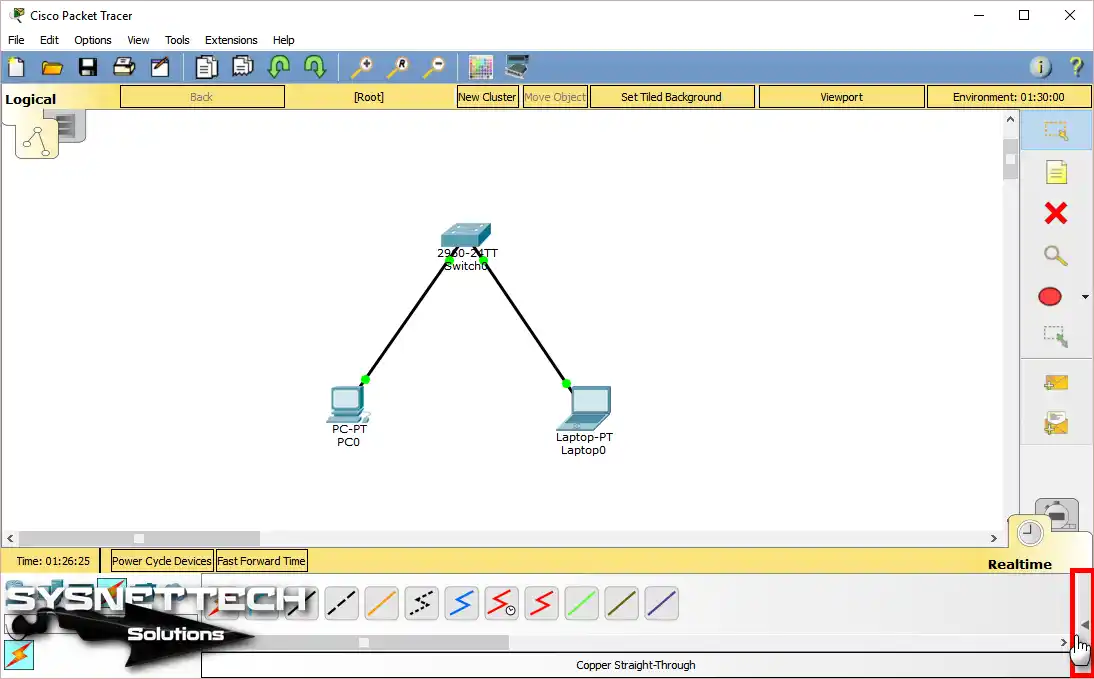 Cisco Packet Tracer
File Edit Options View Tools Extensions Help
R
i ?
Logical Back [Root] New Cluster Move Object Set Tiled Background Viewport Environment: 01:30:00
2960-24TT
Switch0
PC-PT
PC0
Laptop-PT
Laptop0
Time: 01:26:25 Power Cycle Devices Fast Forward Time
Realtime
SYSNETTECH
Solutions
Copper Straight-Through